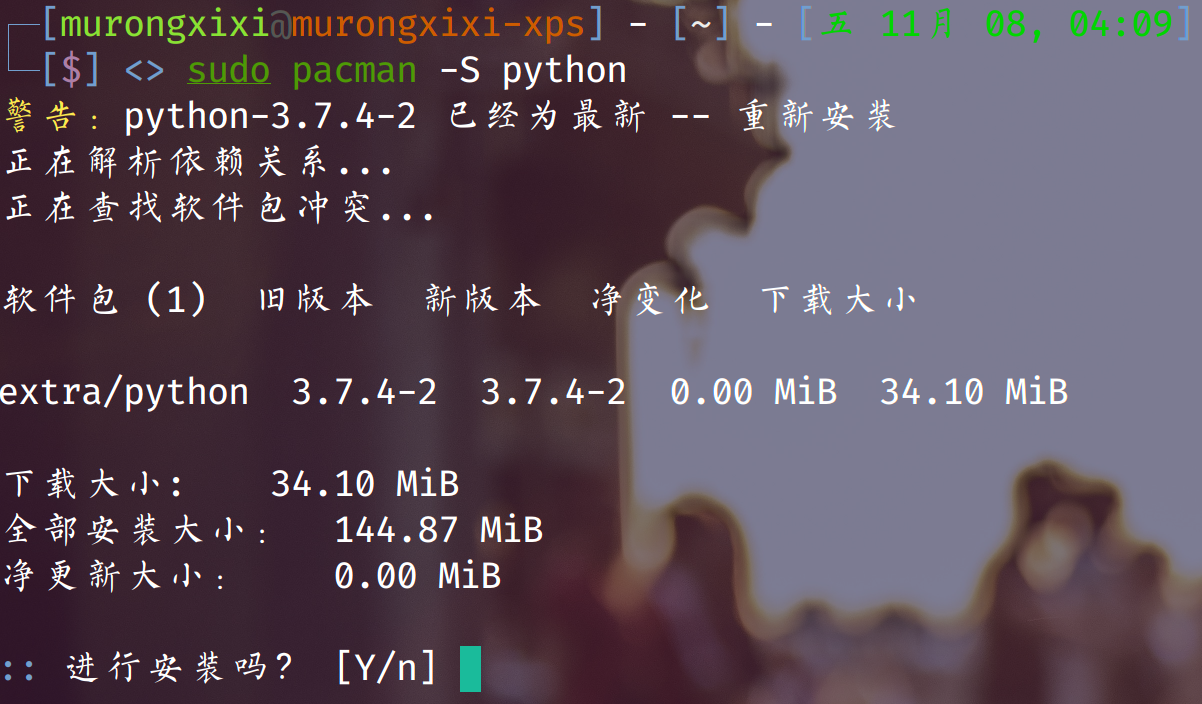 [murongxixi@murongxixi-xps] - [~] - [五 11月 08, 04:09]
[$] <> sudo pacman -S python
警告：python-3.7.4-2 已经为最新 -- 重新安装
正在解析依赖关系...
正在查找软件包冲突...
软件包 (1) 旧版本 新版本 净变化 下载大小
extra/python 3.7.4-2 3.7.4-2 0.00 MiB 34.10 MiB
下载大小: 34.10 MiB
全部安装大小： 144.87 MiB
净更新大小： 0.00 MiB
:: 进行安装吗？ [Y/n]